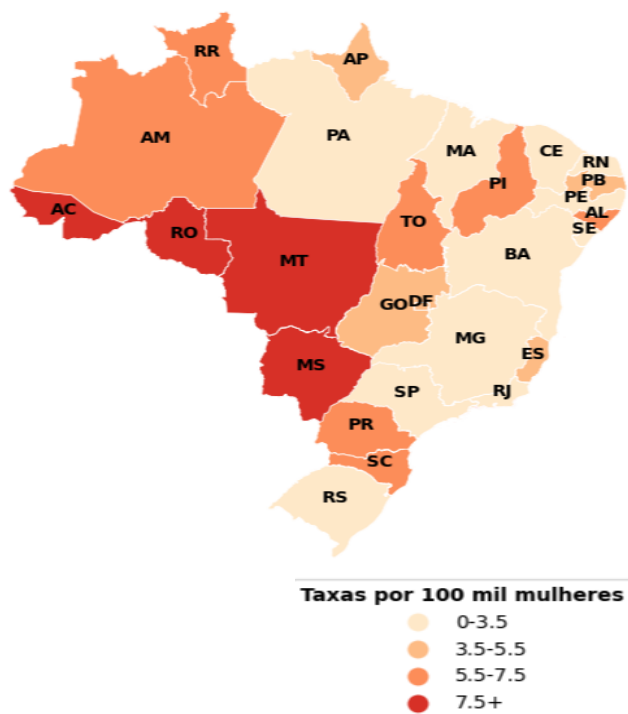 RR
AP
AM
PA
MA
CE
RN
PB
PI
PE
AC
AL
TO
SE
RO
BA
MT
GO
DF
MG
ES
MS
SP
RJ
PR
SC
RS
Taxas por 100 mil mulheres
0-3.5
3.5-5.5
5.5-7.5
7.5+